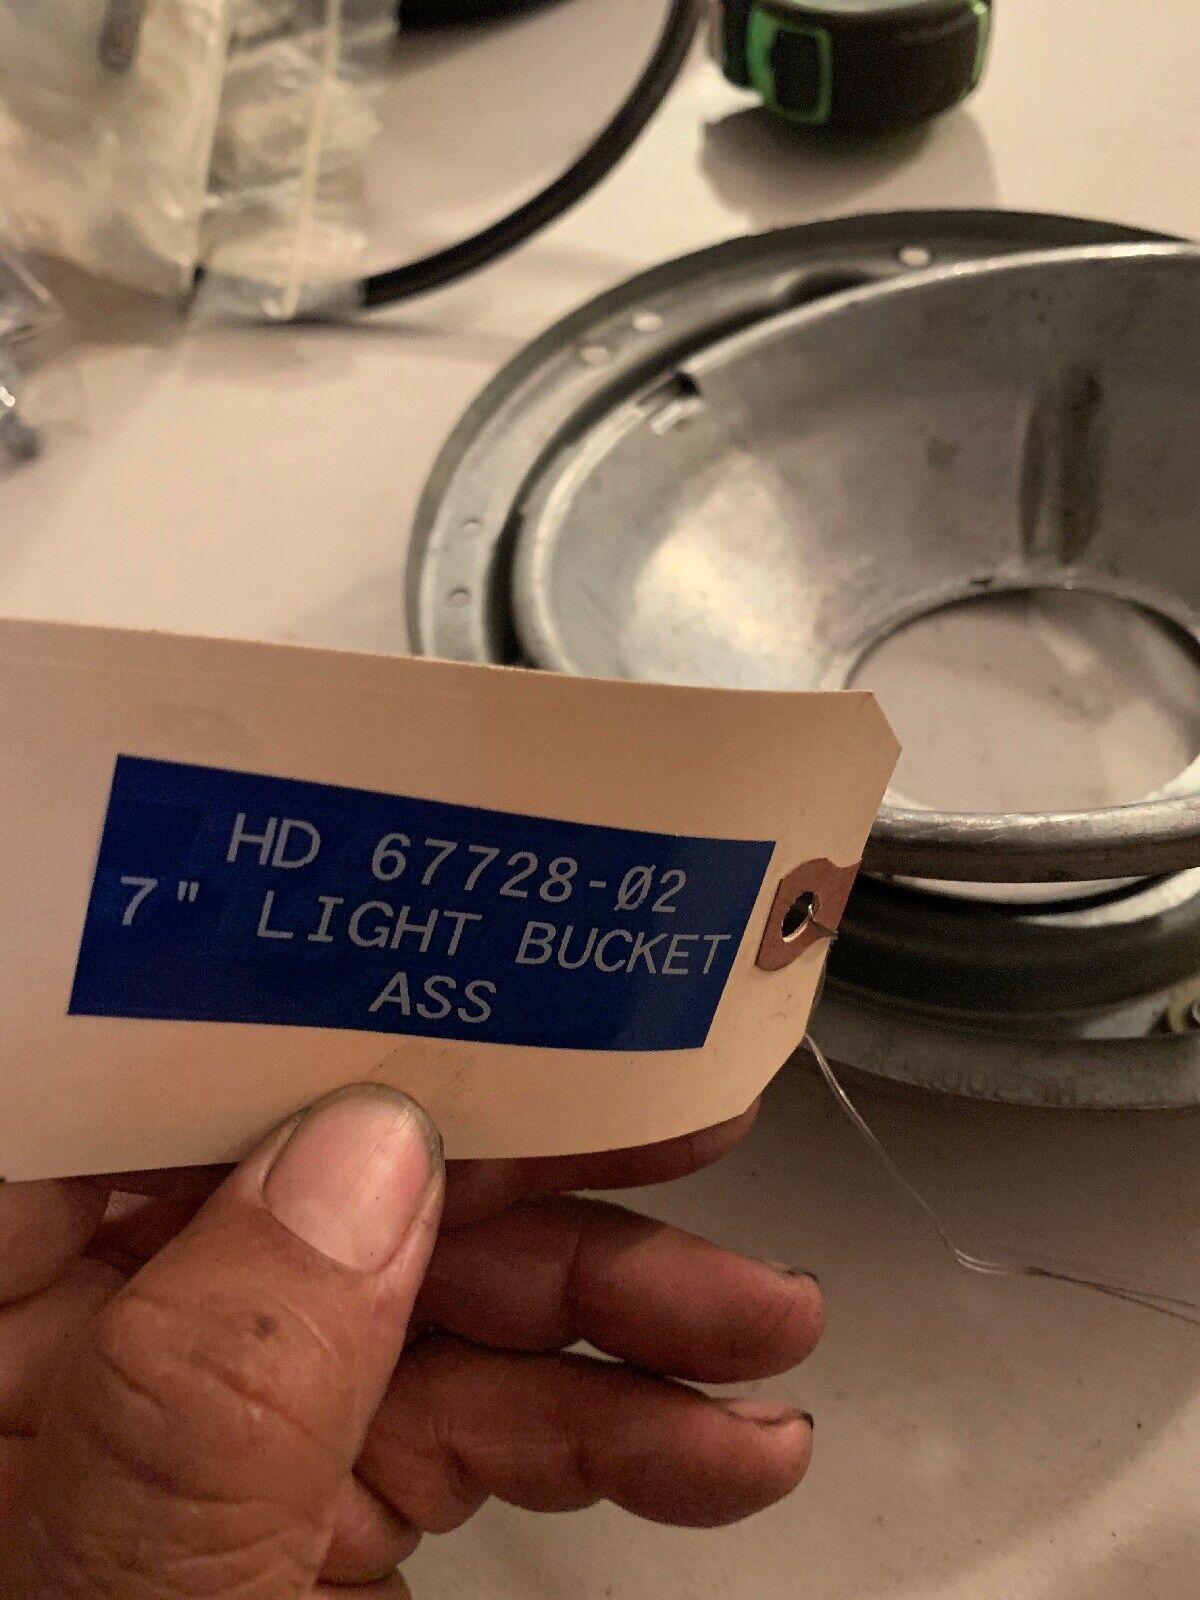 HD 67728-Ø2
7" LIGHT BUCKET
ASS